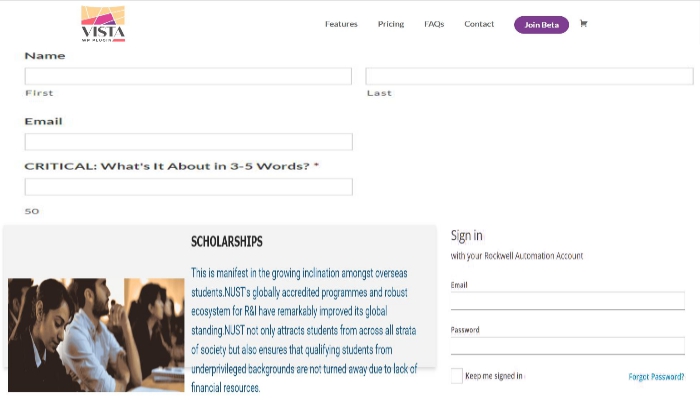 VISTA
WP PLUGIN
Features Pricing FAQs Contact Join Beta
Name
First Last
Email
CRITICAL: What's It About in 3-5 Words? *
50
SCHOLARSHIPS
This is manifest in the growing inclination amongst overseas
students.NUST's globally accredited programmes and robust
ecosystem for R&I have remarkably improved its global
standing.NUST not only attracts students from across all strata
of society but also ensures that qualifying students from
underprivileged backgrounds are not turned away due to lack of
financial resources.
Sign in
with your Rockwell Automation Account
Email
Password
Keep me signed in Forgot Password?